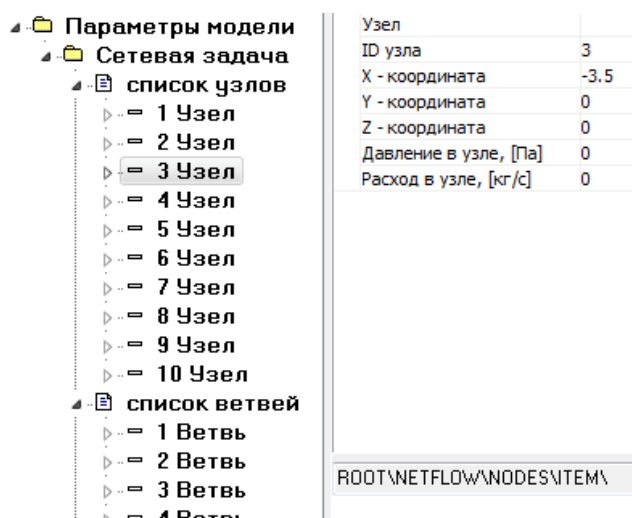 Параметры модели
Сетевая задача
список узлов
1 Узел
2 Узел
3 Узел
4 Узел
5 Узел
6 Узел
7 Узел
8 Узел
9 Узел
10 Узел
список ветвей
1 Ветвь
2 Ветвь
3 Ветвь
4 Ветвь
Узел
ID узла 3
X - координата -3.5
Y - координата 0
Z - координата 0
Давление в узле, [Па] 0
Расход в узле, [кг/с] 0
ROOT\NETFLOW\NODES\ITEM\